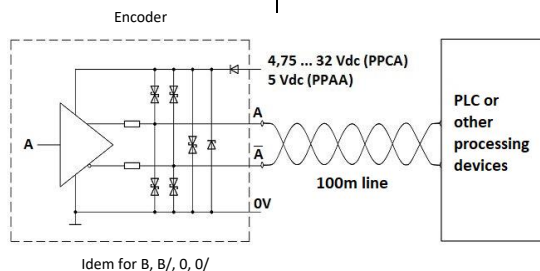 Encoder
4,75 ... 32 Vdc (PPCA)
5 Vdc (PPAA)
A
A
A
0V
100m line
PLC or
other
processing
devices
Idem for B, B/, 0, 0/